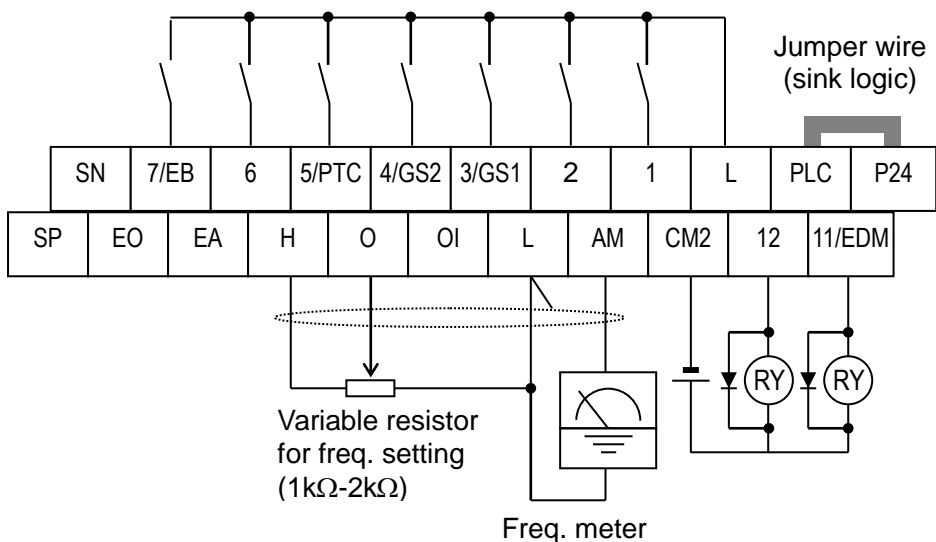 Jumper wire
(sink logic)
SN 7/EB 6 5/PTC 4/GS2 3/GS1 2 1 L PLC P24
SP EO EA H O OI L AM CM2 12 11/EDM
RY RY
Variable resistor
for freq. setting
(1kΩ-2kΩ)
Freq. meter